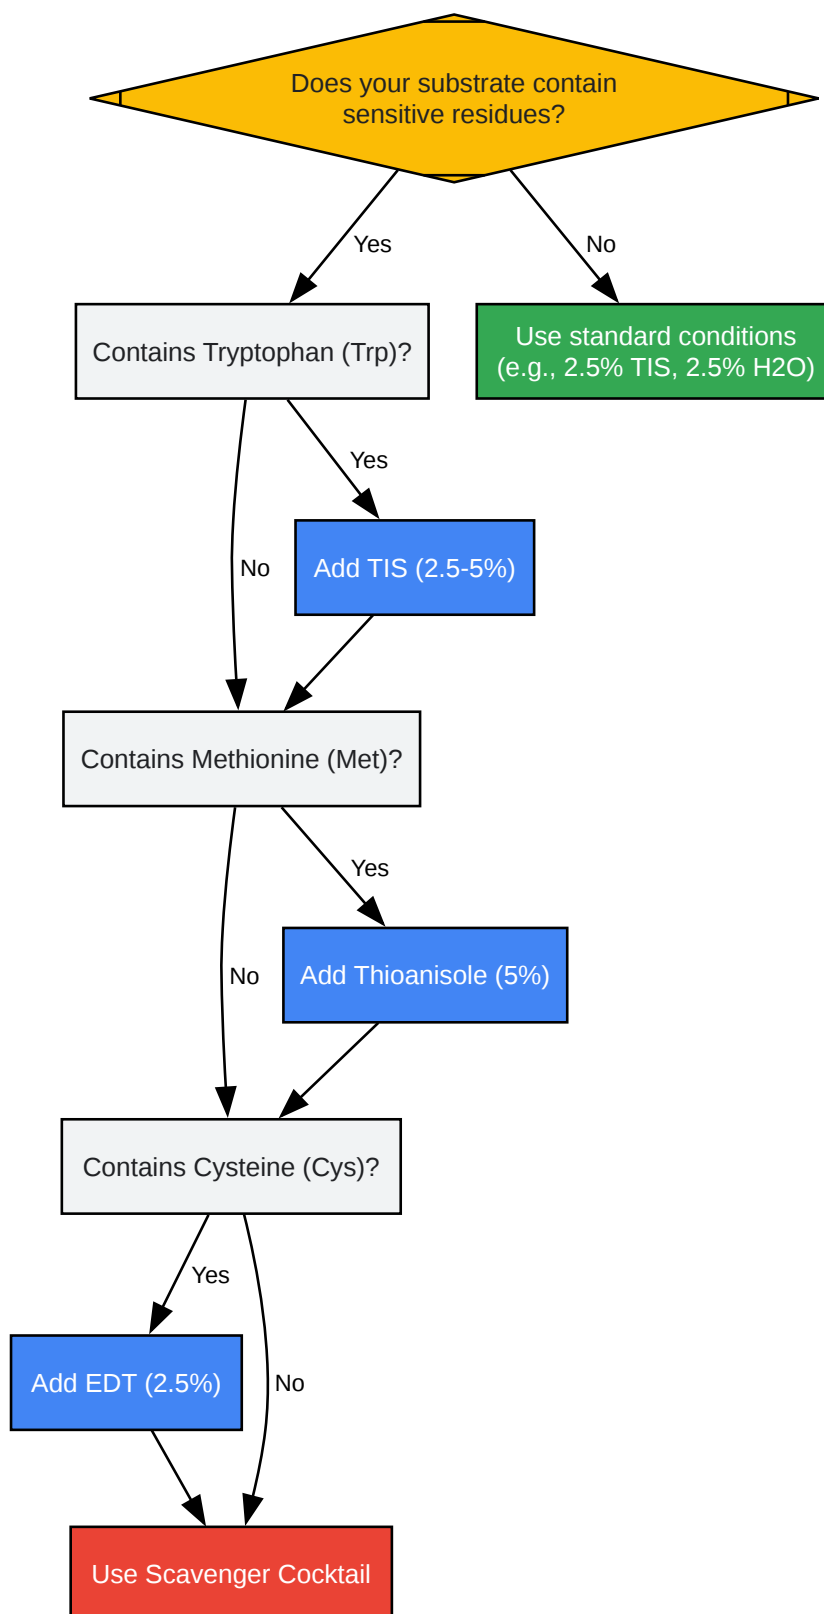 Does your substrate contain
sensitive residues?
Yes
No
Contains Tryptophan (Trp)?
Use standard conditions
(e.g., 2.5% TIS, 2.5% H2O)
Yes
No
Add TIS (2.5-5%)
Contains Methionine (Met)?
Yes
No
Add Thioanisole (5%)
Contains Cysteine (Cys)?
Yes
No
Add EDT (2.5%)
Use Scavenger Cocktail